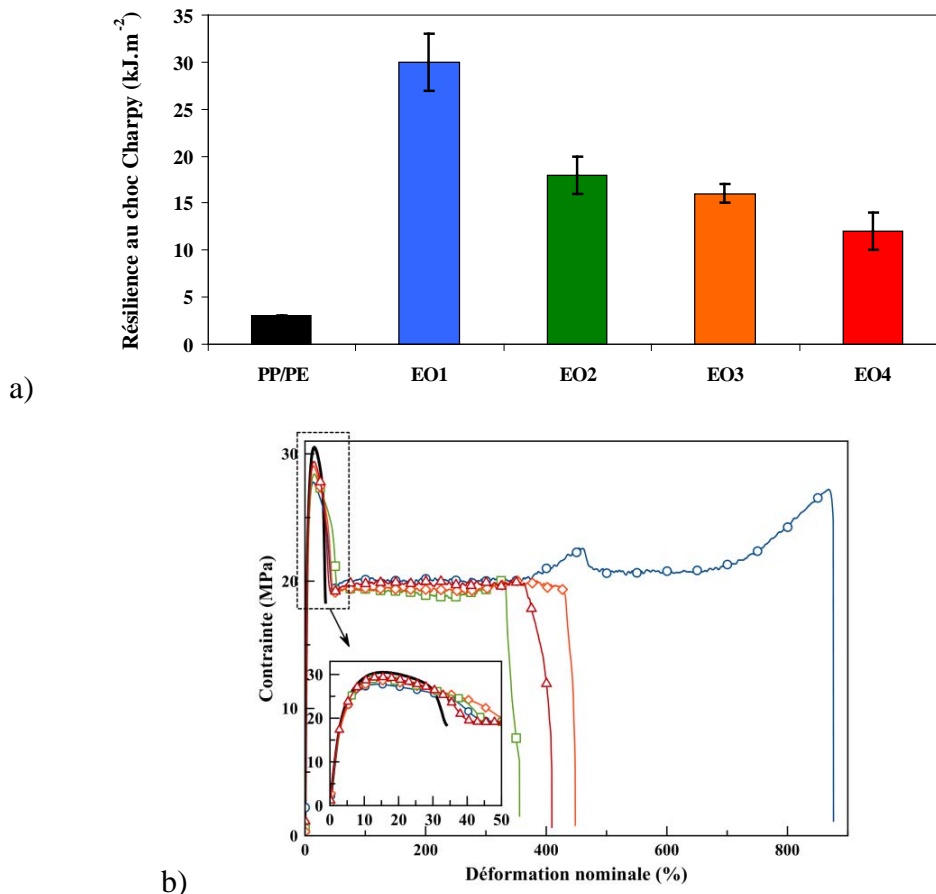 Résilience au choc Charpy (kJ.m⁻²)
35
30
25
20
15
10
5
0
PP/PE EO1 EO2 EO3 EO4
a)
Contrainte (MPa)
30
20
10
0
30
20
10
0
0 10 20 30 40 50
0 200 400 600 800
Déformation nominale (%)
b)